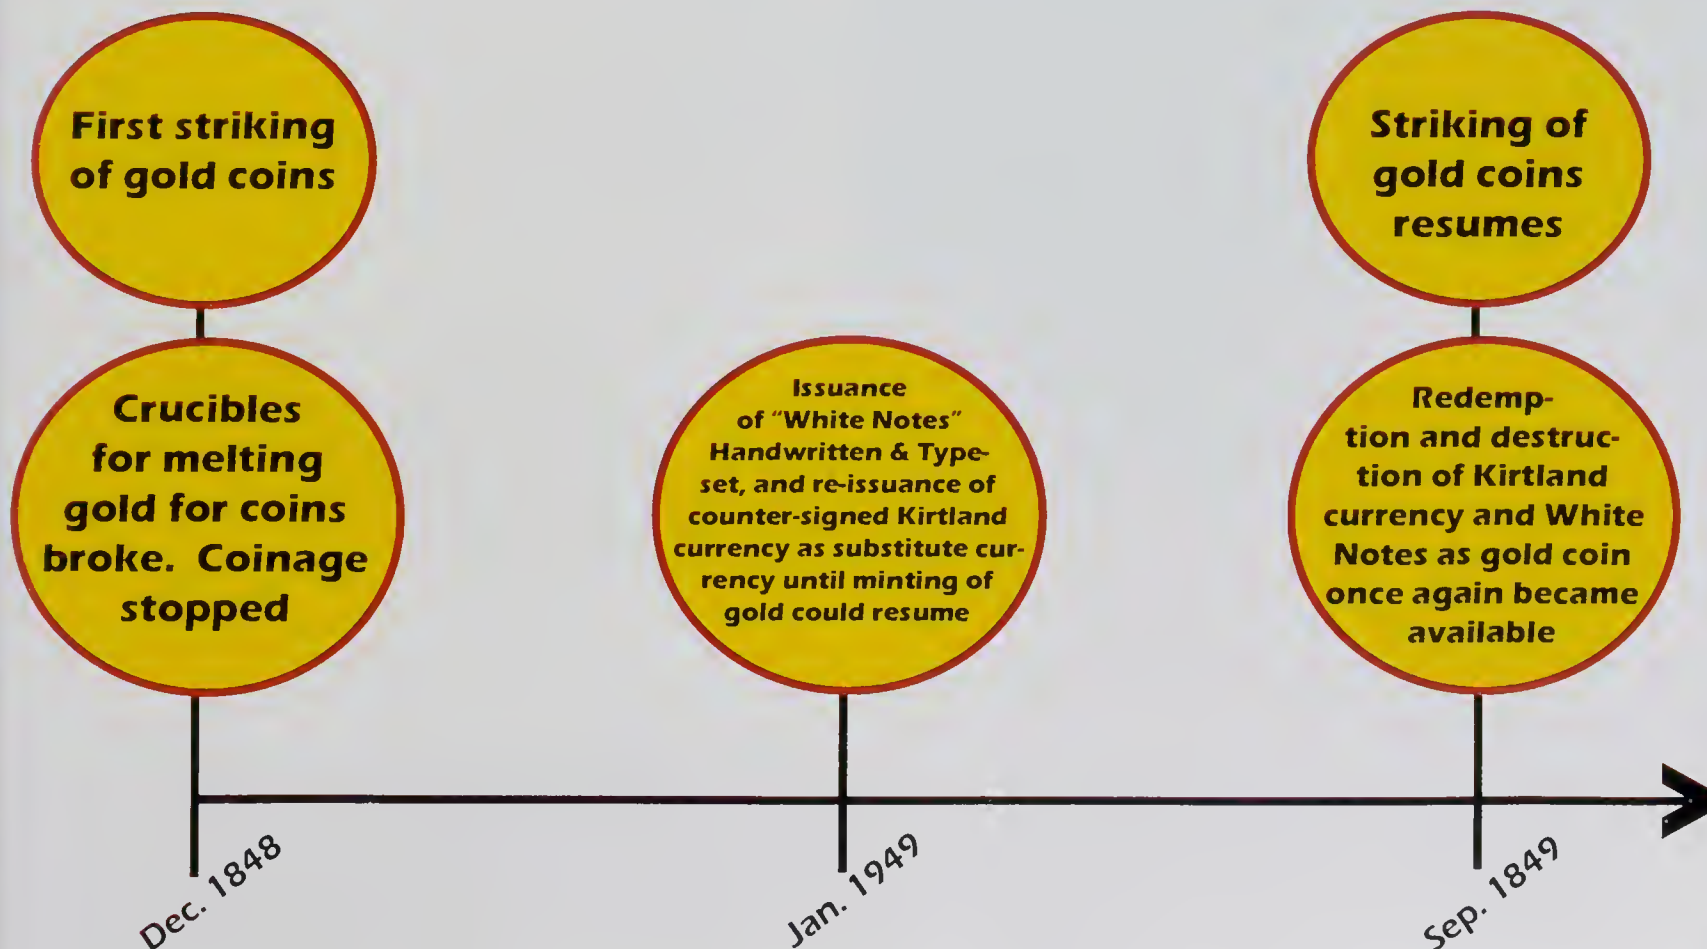 First striking
of gold coins
Crucibles
for melting
gold for coins
broke. Coinage
stopped
Issuance
of “White Notes”
Handwritten & Type-
set, and re-issuance of
counter-signed Kirtland
currency as substitute cur-
rency until minting of
gold could resume
Striking of
gold coins
resumes
Redemp-
tion and destruc-
tion of Kirtland
currency and White
Notes as gold coin
once again became
available
Dec. 1848
Jan. 1949
Sep. 1849